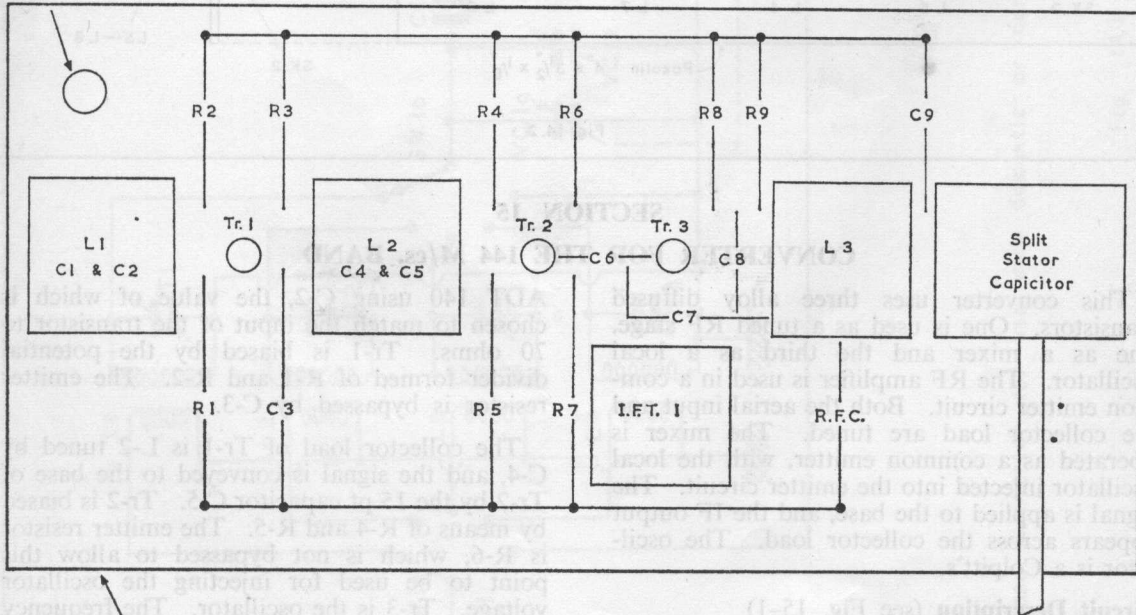 R2 R3 R4 R6 R8 R9 C9
Tr.1 Tr.2 Tr.3
L1
C1 & C2
L2
C4 & C5
C6 C8
C7
L3
Split
Stator
Capicitor
R1 C3 R5 R7 I.F.T. 1 R.F.C.
SECTION 15
CONVERTER FOR THE 144 M/cs. BAND
This converter uses three alloy diffused
transistors. One is used as a tuned RF stage,
one as a mixer and the third as a local
oscillator. The RF amplifier is used in a com-
mon emitter circuit. Both the aerial input and
the collector load are tuned. The mixer is
operated as a common emitter, with the local
oscillator injected into the emitter circuit. The
signal is applied to the base, and the IF output
appears across the collector load. The oscil-
lator is a Colpitt's.
Circuit Description (see Fig. 15-1)
ADT 140 using C-2, the value of which is
chosen to match the input of the transistor to
70 ohms. Tr-1 is biased by the potential
divider formed of R-1 and R-2. The emitter
resistor is bypassed by C-3.
The collector load of Tr-1 is L-2 tuned by
C-4, and the signal is conveyed to the base of
Tr-2 by the 15 pf capacitor C-5. Tr-2 is biased
by means of R-4 and R-5. The emitter resistor
is R-6, which is not bypassed to allow this
point to be used for injecting the oscillator
voltage. Tr-3 is the oscillator. The frequency